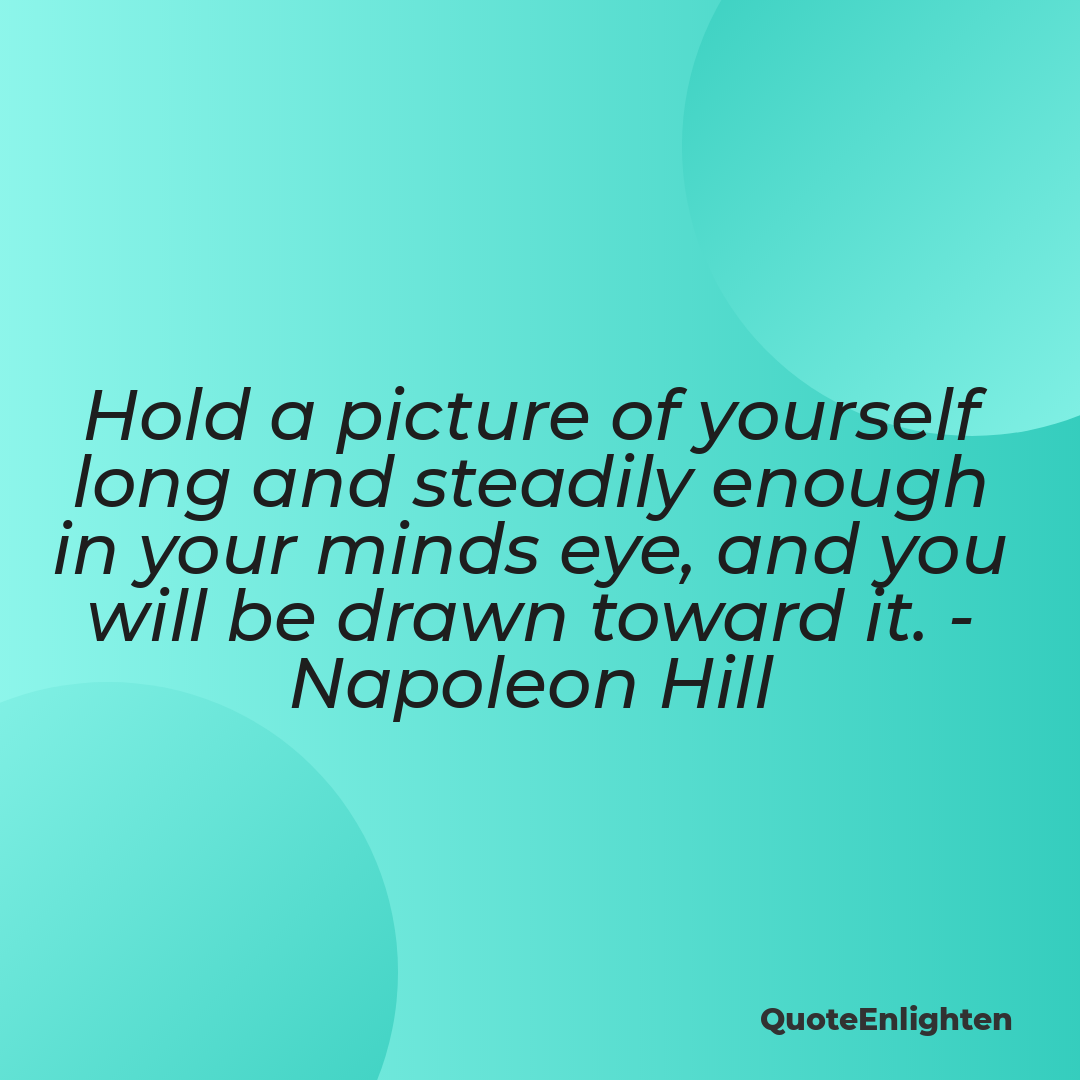 Hold a picture of yourself
long and steadily enough
in your minds eye, and you
will be drawn toward it. -
Napoleon Hill
QuoteEnlighten